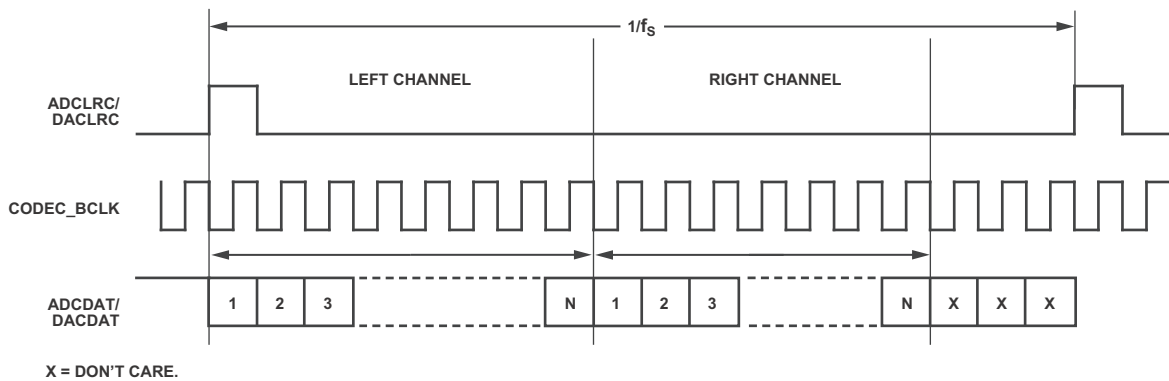 1/fS
LEFT CHANNEL
RIGHT CHANNEL
ADCLRC/
DACLRC
CODEC_BCLK
ADCDAT/
DACDAT
1 2 3 N 1 2 3 N X X X
X = DON'T CARE.